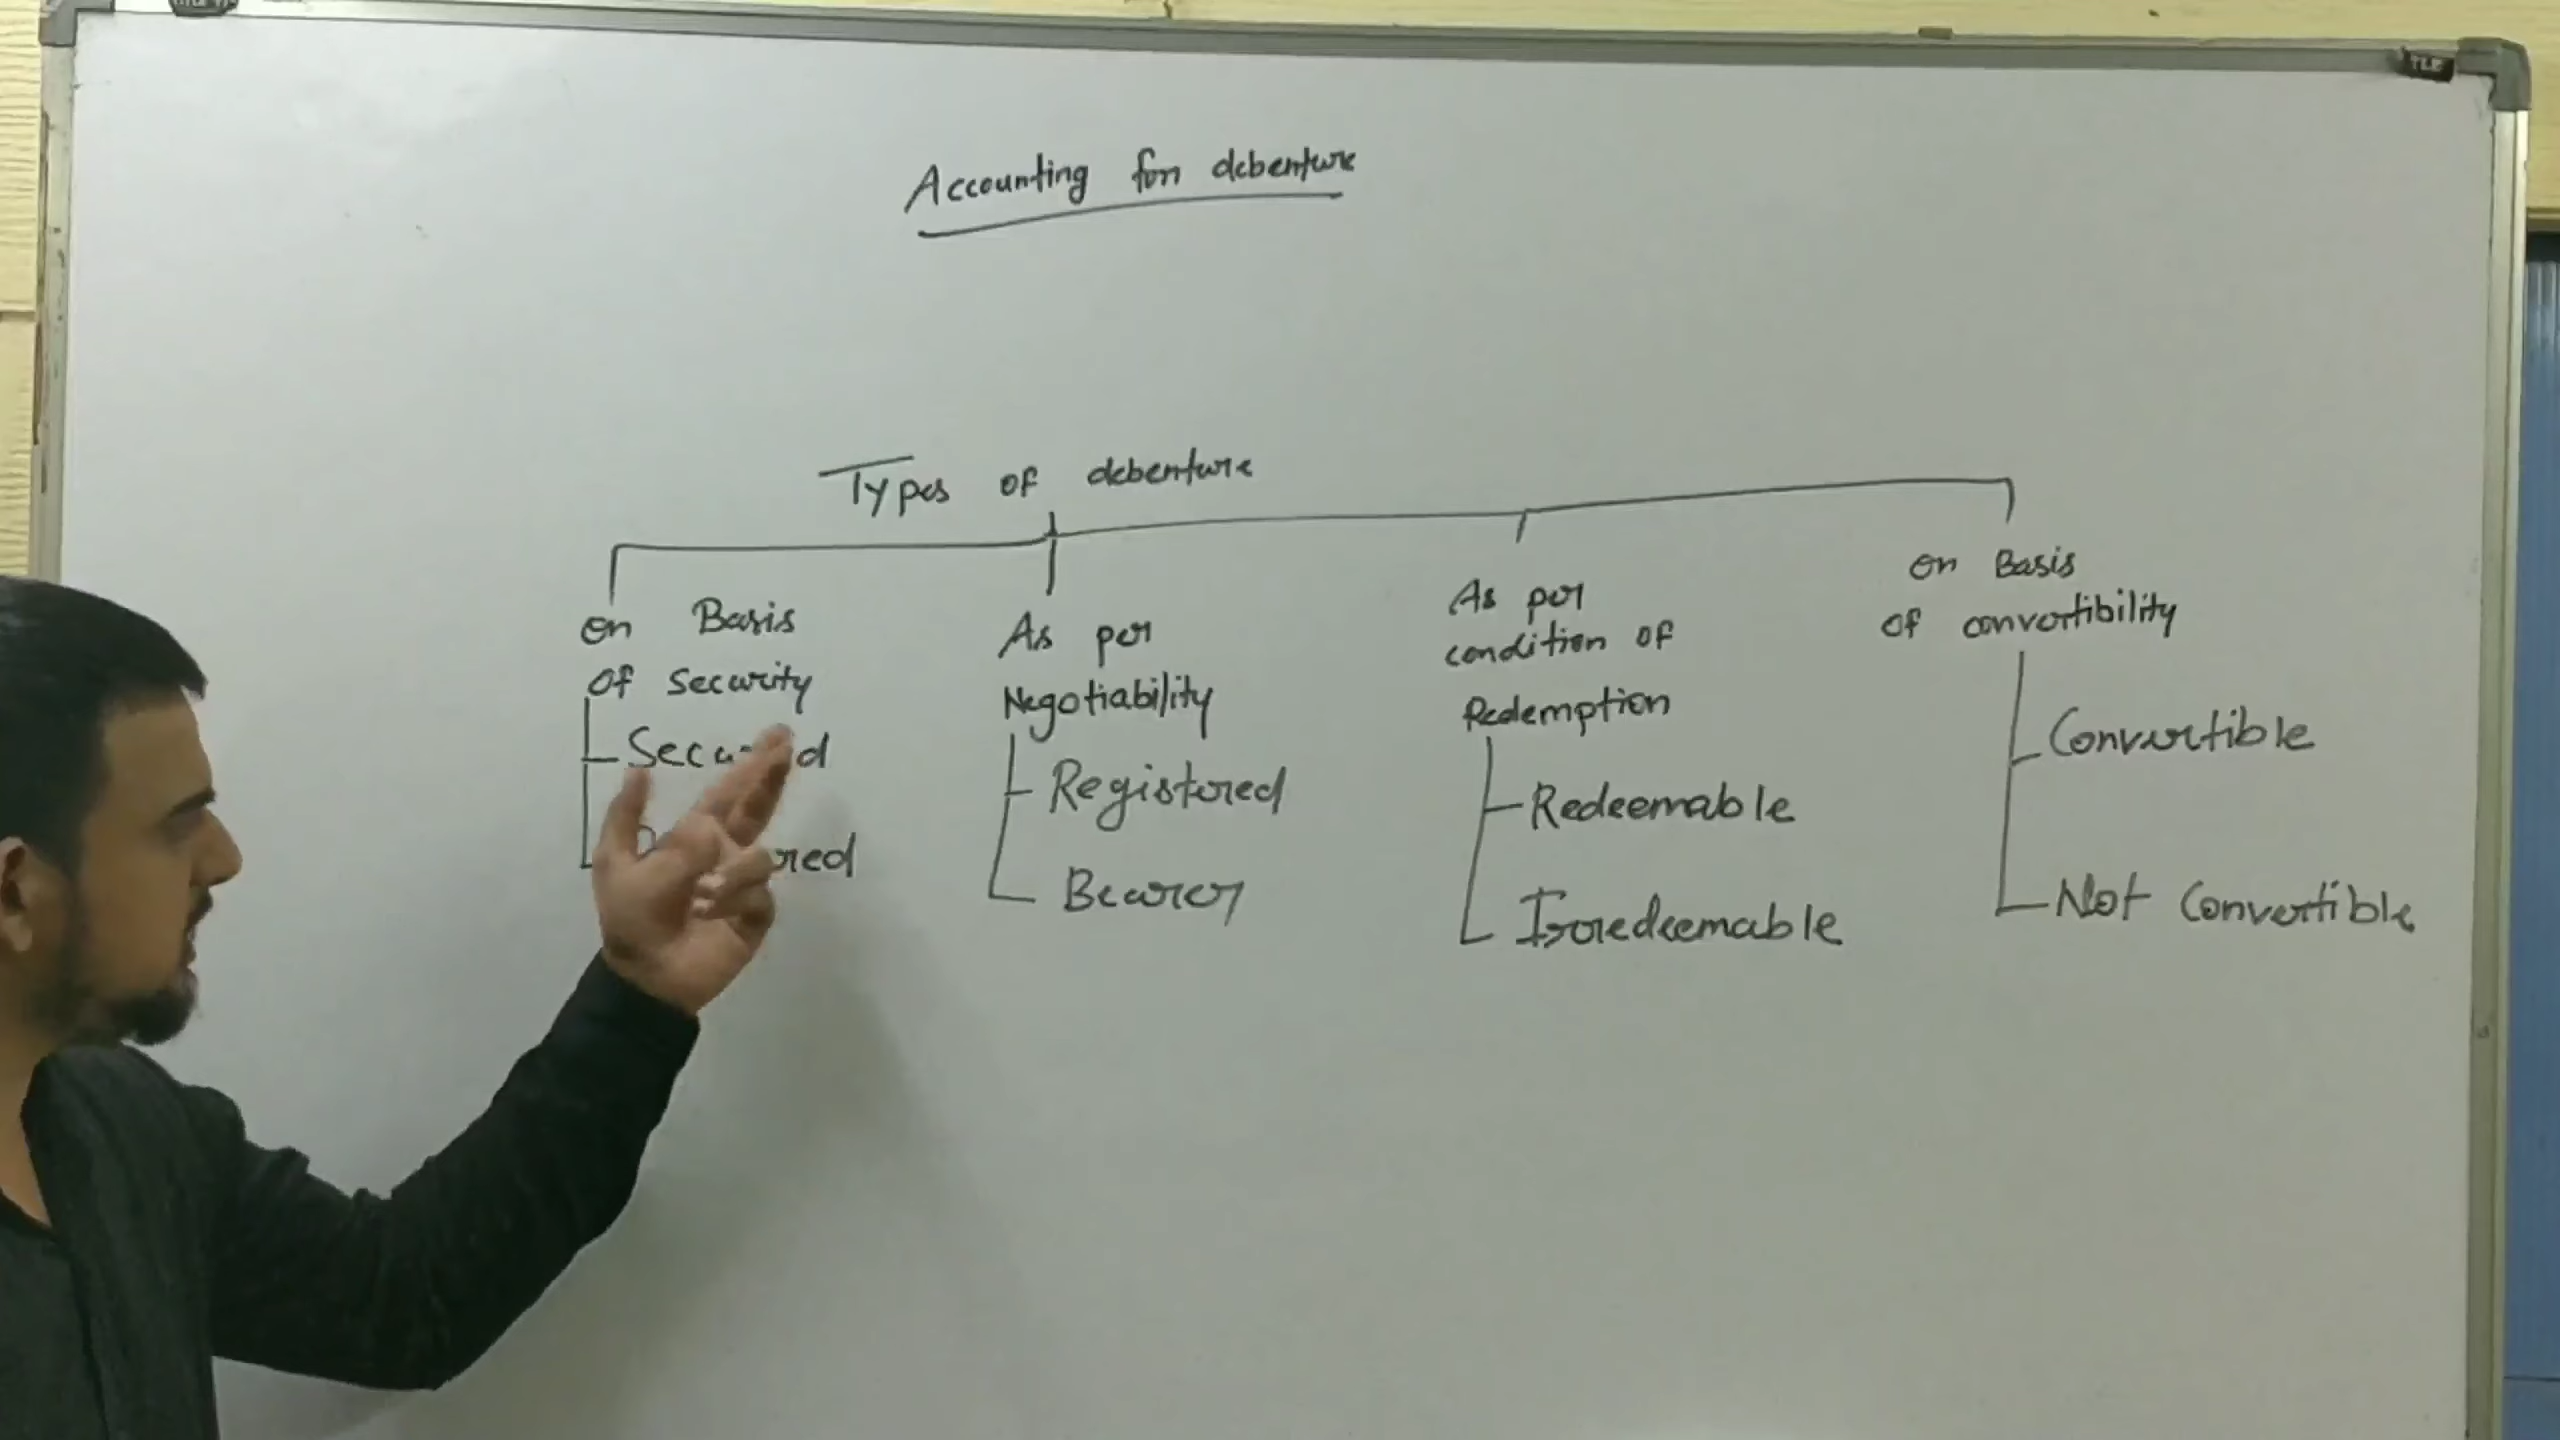 Accounting for debenture
Types of debenture
on Basis
of security
Secured
As per
Negotiability
Registered
Bearer
As per
condition of
Redemption
Redeemable
Irredeemable
on Basis
of convertibility
Convertible
Not Convertible